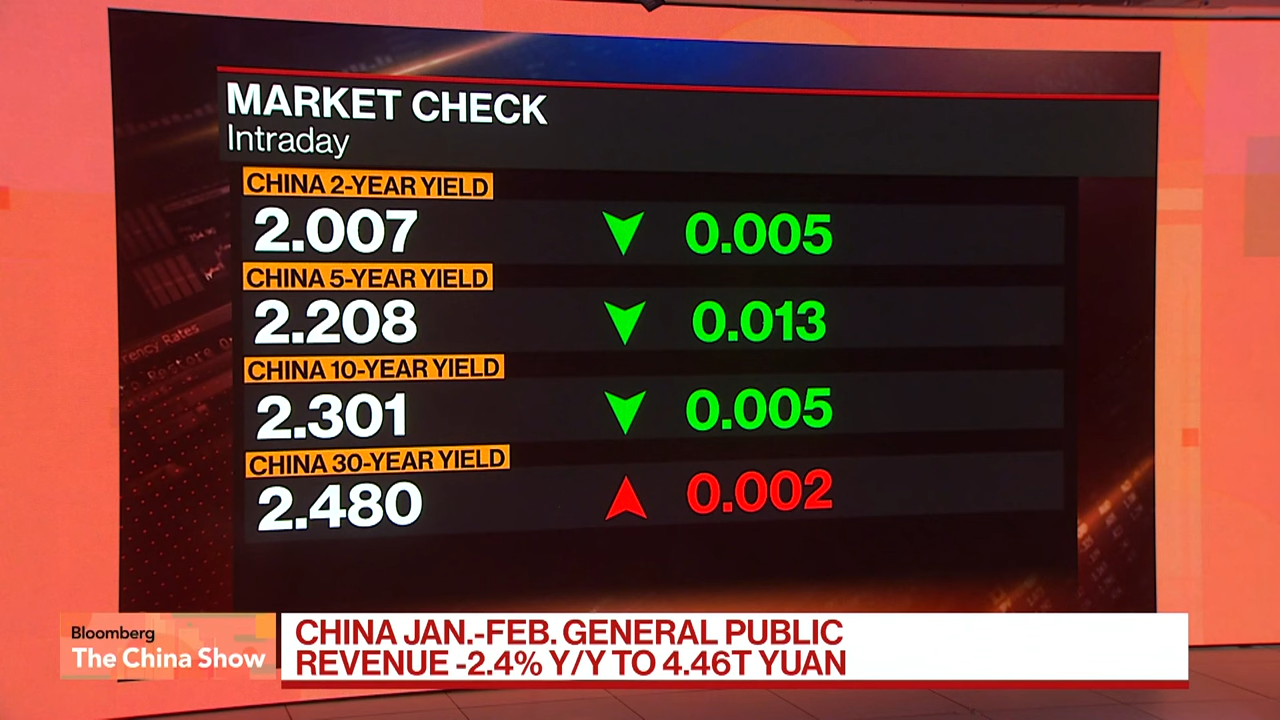 MARKET CHECK
Intraday
CHINA 2-YEAR YIELD
2.007 0.005
CHINA 5-YEAR YIELD
2.208 0.013
CHINA 10-YEAR YIELD
2.301 0.005
CHINA 30-YEAR YIELD
2.480 0.002
rency Rates
Bloomberg
The China Show
CHINA JAN.-FEB. GENERAL PUBLIC
REVENUE -2.4% Y/Y TO 4.46T YUAN